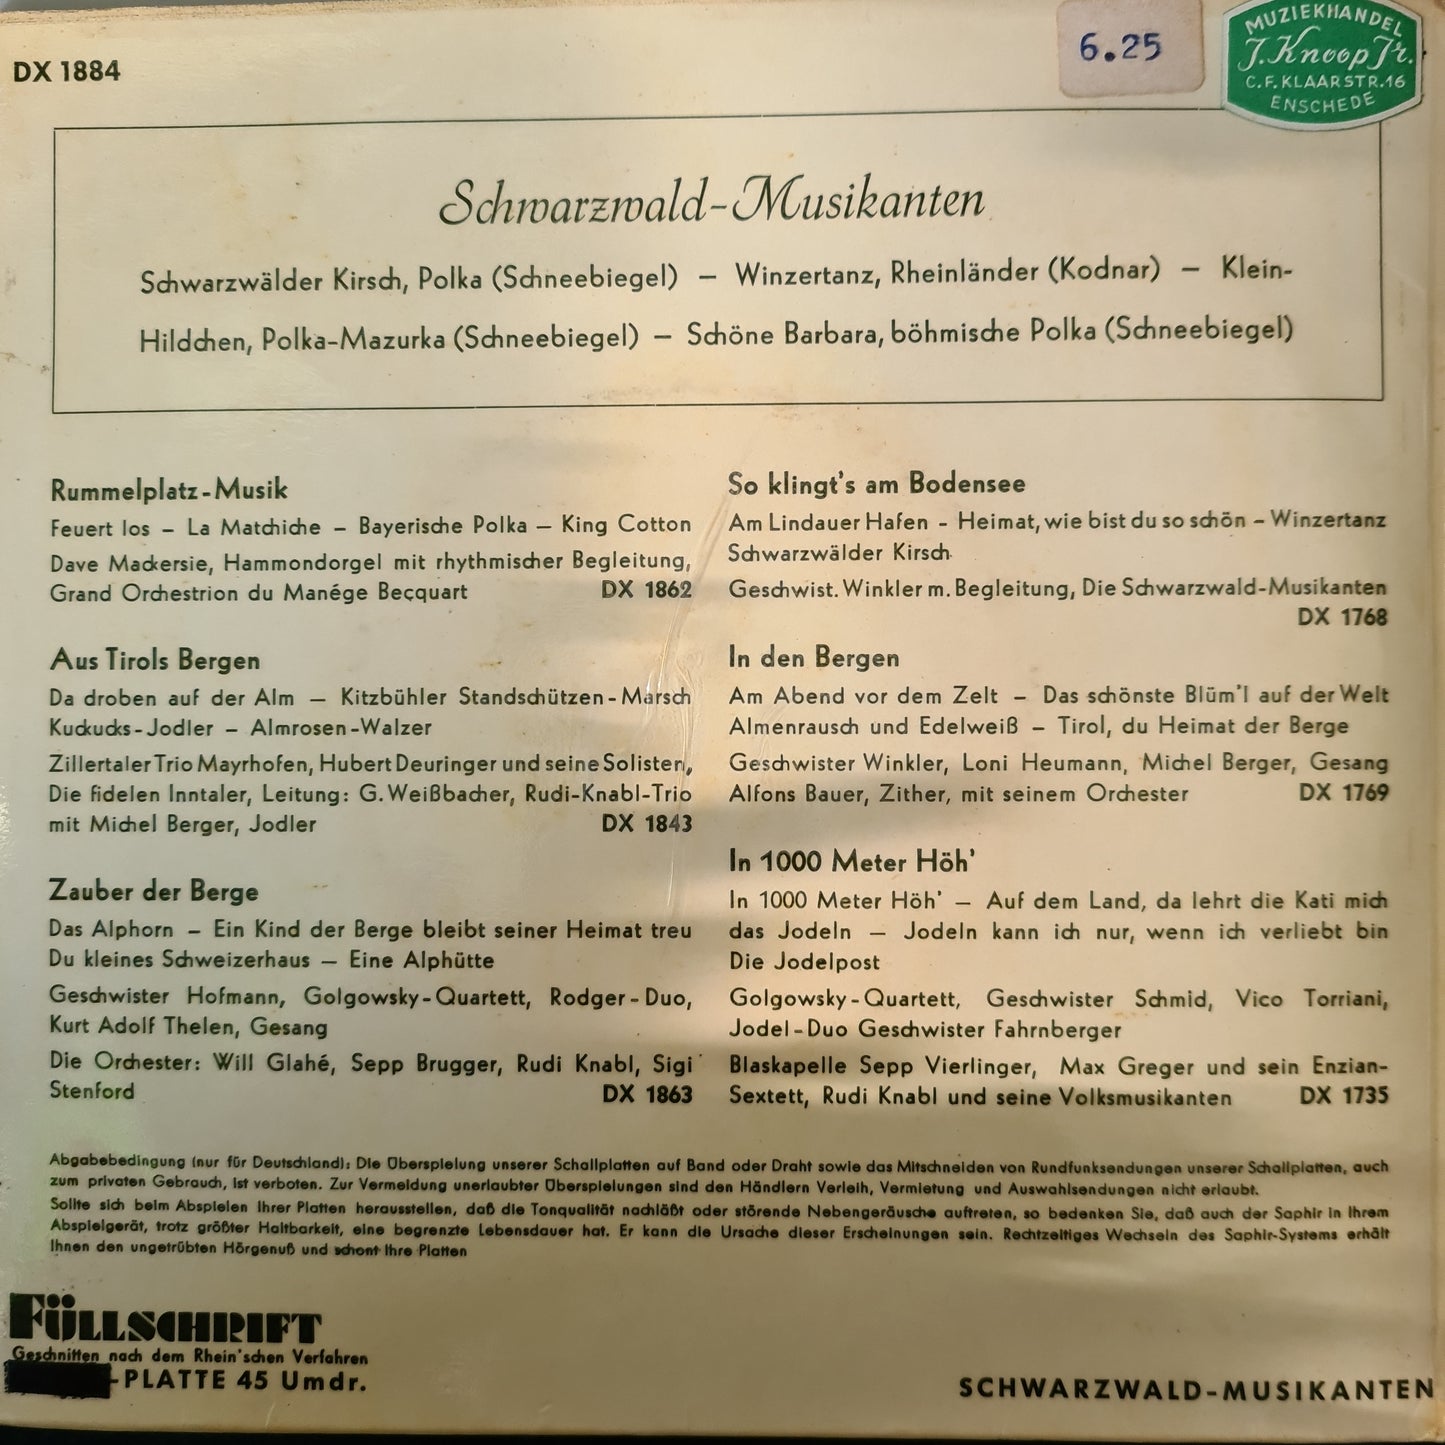 DX 1884
6.25
MUZIEKHANDEL
J. Knoop Jr.
C.F. KLAARSTR. 16
ENSCHEDE
Schwarzwald-Musikanten
Schwarzwälder Kirsch, Polka (Schneebiegel) – Winzertanz, Rheinländer (Kodnar) – Klein-
Hildchen, Polka-Mazurka (Schneebiegel) – Schöne Barbara, böhmische Polka (Schneebiegel)
Rummelplatz-Musik
Feuert los – La Matchiche – Bayerische Polka – King Cotton
Dave Mackersie, Hammondorgel mit rhythmischer Begleitung,
Grand Orchestrion du Manége Becquart DX 1862
Aus Tirols Bergen
Da droben auf der Alm – Kitzbühler Standschützen-Marsch
Kuckucks-Jodler – Almrosen-Walzer
Zillertaler Trio Mayrhofen, Hubert Deuringer und seine Solisten,
Die fidelen Inntaler, Leitung: G. Weißbacher, Rudi-Knabl-Trio
mit Michel Berger, Jodler DX 1843
Zauber der Berge
Das Alphorn – Ein Kind der Berge bleibt seiner Heimat treu
Du kleines Schweizerhaus – Eine Alphütte
Geschwister Hofmann, Golgowsky-Quartett, Rodger-Duo,
Kurt Adolf Thelen, Gesang
Die Orchester: Will Glahé, Sepp Brugger, Rudi Knabl, Sigi
Stenford DX 1863
So klingt's am Bodensee
Am Lindauer Hafen - Heimat, wie bist du so schön – Winzertanz
Schwarzwälder Kirsch
Geschwist. Winkler m. Begleitung, Die Schwarzwald-Musikanten
DX 1768
In den Bergen
Am Abend vor dem Zelt – Das schönste Blüm'l auf der Welt
Almenrausch und Edelweiß – Tirol, du Heimat der Berge
Geschwister Winkler, Loni Heumann, Michel Berger, Gesang
Alfons Bauer, Zither, mit seinem Orchester DX 1769
In 1000 Meter Höh'
In 1000 Meter Höh' – Auf dem Land, da lehrt die Kati mich
das Jodeln – Jodeln kann ich nur, wenn ich verliebt bin
Die Jodelpost
Golgowsky-Quartett, Geschwister Schmid, Vico Torriani,
Jodel-Duo Geschwister Fahrnberger
Blaskapelle Sepp Vierlinger, Max Greger und sein Enzian-
Sextett, Rudi Knabl und seine Volksmusikanten DX 1735
Abgabebedingung (nur für Deutschland): Die Überspielung unserer Schallplatten auf Band oder Draht sowie das Mitschneiden von Rundfunksendungen unserer Schallplatten, auch
zum privaten Gebrauch, ist verboten. Zur Vermeidung unerlaubter Überspielungen sind den Händlern Verleih, Vermietung und Auswahlsendungen nicht erlaubt.
Sollte sich beim Abspielen Ihrer Platten herausstellen, daß die Tonqualität nachläßt oder störende Nebengeräusche auftreten, so bedenken Sie, daß auch der Saphir in Ihrem
Abspielgerät, trotz größter Haltbarkeit, eine begrenzte Lebensdauer hat. Er kann die Ursache dieser Erscheinungen sein. Rechtzeitiges Wechseln des Saphir-Systems erhält
Ihnen den ungetrübten Hörgenuß und schont Ihre Platten
FÜLLSCHRIFT
Geschnitten nach dem Rhein'schen Verfahren
-PLATTE 45 Umdr.
SCHWARZWALD-MUSIKANTEN